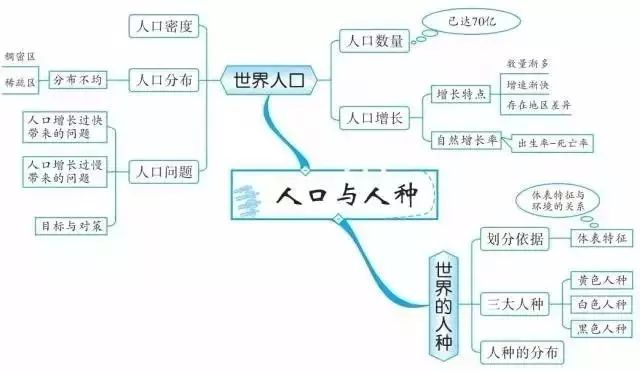 人口与人种
世界人口
人口密度
人口分布
分布不均
稠密区
稀疏区
人口问题
人口增长过快
带来的问题
人口增长过慢
带来的问题
目标与对策
人口数量
已达70亿
人口增长
增长特点
数量渐多
增速渐快
存在地区差异
自然增长率
出生率-死亡率
世界的人种
划分依据
体表特征
体表特征与
环境的关系
三大人种
黄色人种
白色人种
黑色人种
人种的分布